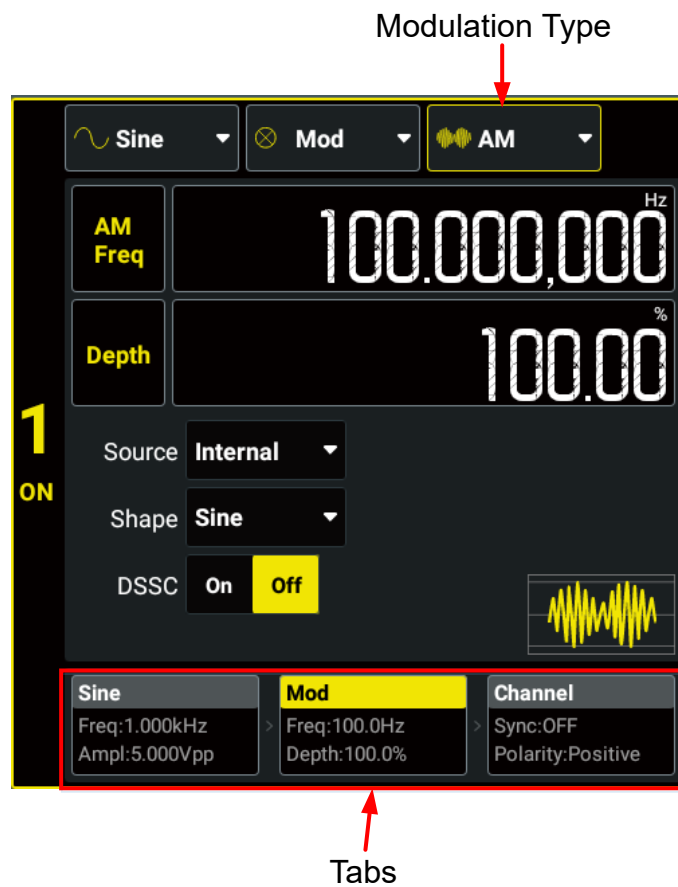 Modulation Type
Sine Mod AM
AM
Freq
Hz
100.000,000
Depth
%
100.00
1
ON
Source Internal
Shape Sine
DSSC On Off
Sine
Freq:1.000kHz
Ampl:5.000Vpp
>
Mod
Freq:100.0Hz
Depth:100.0%
>
Channel
Sync:OFF
Polarity:Positive
Tabs